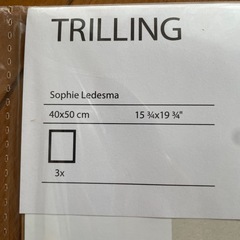 TRILLING
Sophie Ledesma
40x50 cm 15 ¾x19 ¾"
3x